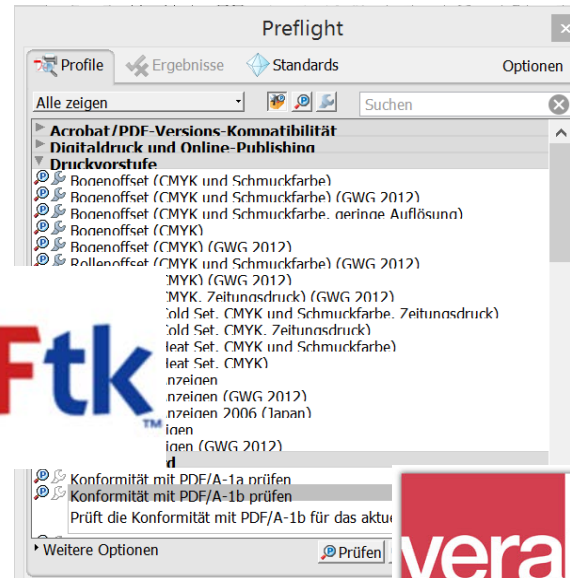 Preflight
Profile Ergebnisse Standards Optionen
Alle zeigen Suchen
Acrobat/PDF-Versions-Kompatibilität
Digitaldruck und Online-Publishing
Druckvorstufe
Bogenoffset (CMYK und Schmuckfarbe)
Bogenoffset (CMYK und Schmuckfarbe) (GWG 2012)
Bogenoffset (CMYK und Schmuckfarbe, geringe Auflösung)
Bogenoffset (CMYK)
Bogenoffset (CMYK) (GWG 2012)
Rollenoffset (CMYK und Schmuckfarbe) (GWG 2012)
CMYK) (GWG 2012)
CMYK, Zeitungsdruck) (GWG 2012)
Cold Set, CMYK und Schmuckfarbe, Zeitungsdruck)
Cold Set, CMYK, Zeitungsdruck)
Heat Set, CMYK und Schmuckfarbe)
Heat Set, CMYK)
nzeigen
nzeigen (GWG 2012)
nzeigen 2006 (Japan)
igen
igen (GWG 2012)
d
Ftk TM
Konformität mit PDF/A-1a prüfen
Konformität mit PDF/A-1b prüfen
Prüft die Konformität mit PDF/A-1b für das aktue
Weitere Optionen Prüfen
vera